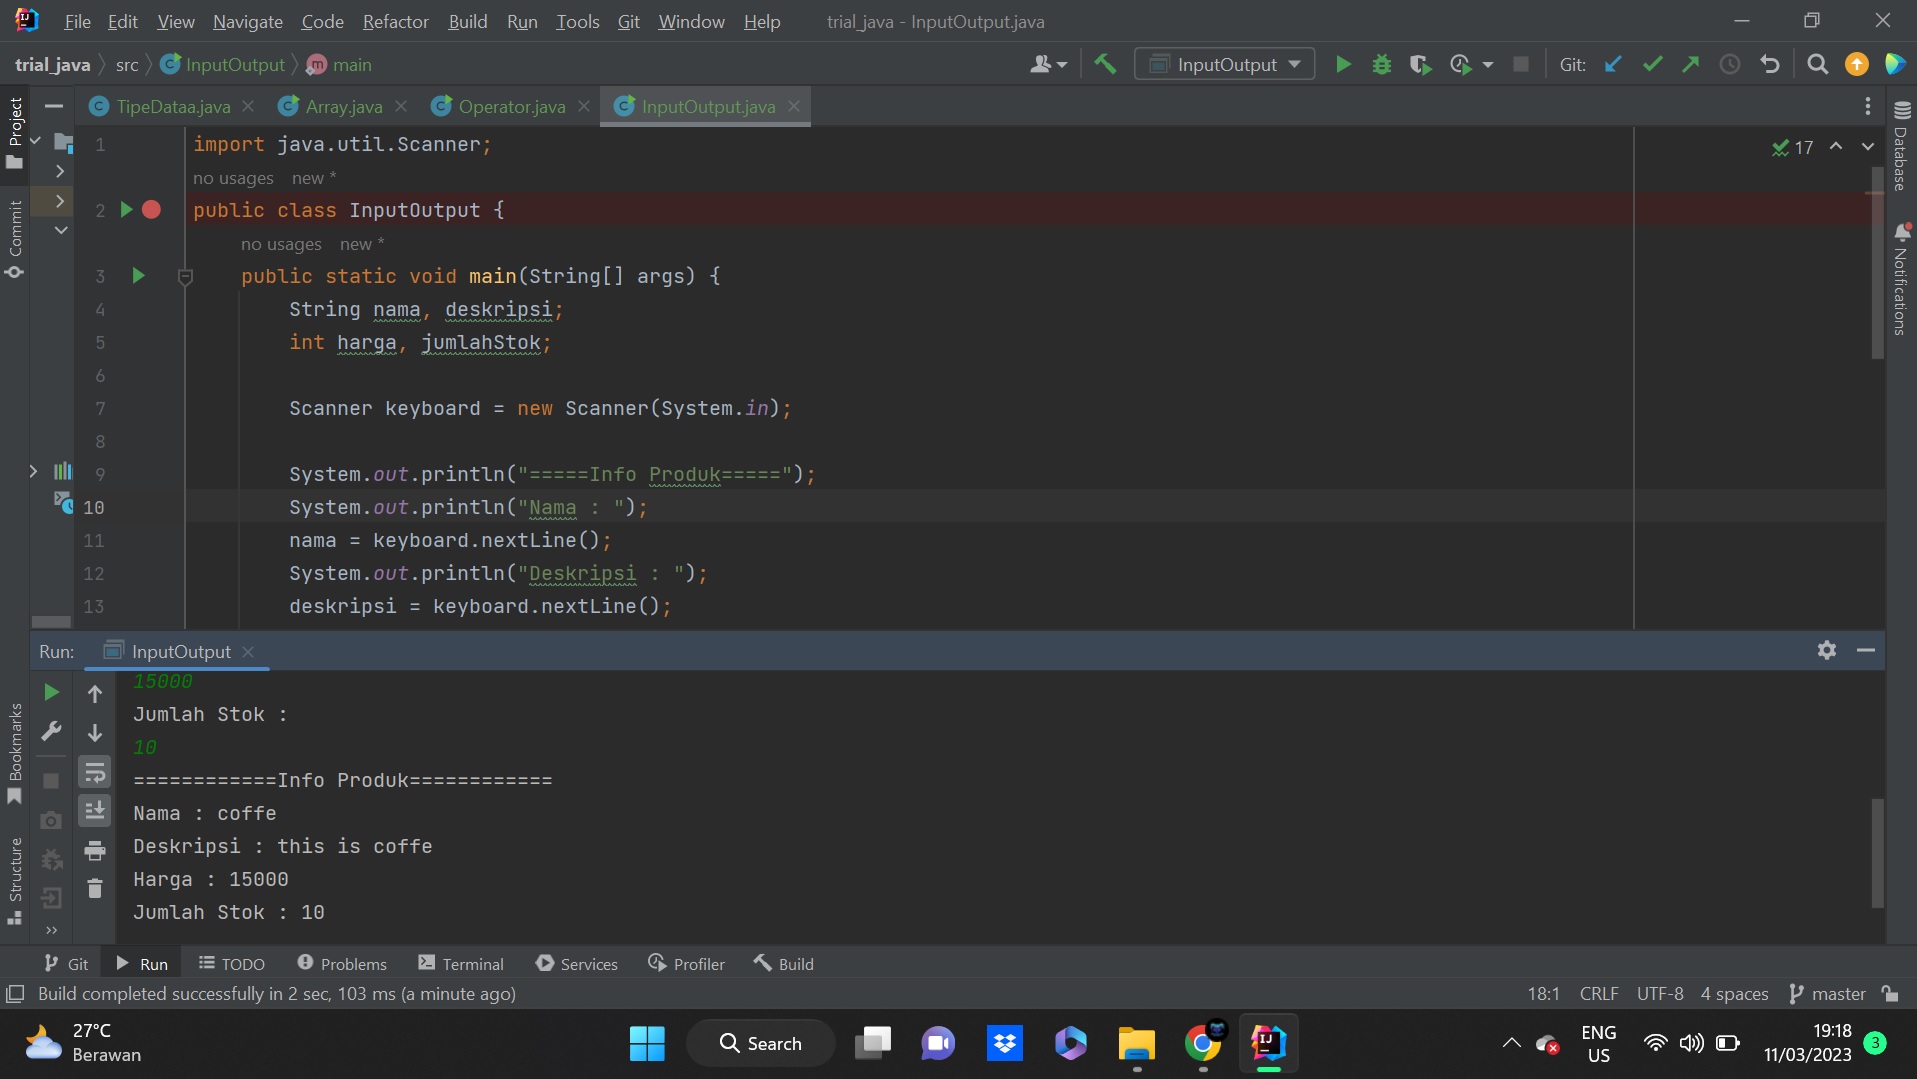 File Edit View Navigate Code Refactor Build Run Tools Git Window Help trial_java - InputOutput.java
trial_java src InputOutput main InputOutput Git:
Project
Commit
Bookmarks
Structure
Database
Notifications
TipeDataa.java Array.java Operator.java InputOutput.java
1 import java.util.Scanner; 17
no usages new *
2 public class InputOutput {
no usages new *
3 public static void main(String[] args) {
4 String nama, deskripsi;
5 int harga, jumlahStok;
6
7 Scanner keyboard = new Scanner(System.in);
8
9 System.out.println("=====Info Produk=====");
10 System.out.println("Nama : ");
11 nama = keyboard.nextLine();
12 System.out.println("Deskripsi : ");
13 deskripsi = keyboard.nextLine();
Run: InputOutput
15000
Jumlah Stok :
10
============Info Produk============
Nama : coffe
Deskripsi : this is coffe
Harga : 15000
Jumlah Stok : 10
Git Run TODO Problems Terminal Services Profiler Build
Build completed successfully in 2 sec, 103 ms (a minute ago) 18:1 CRLF UTF-8 4 spaces master
27°C
Berawan
Search
ENG
US
19:18
11/03/2023
3